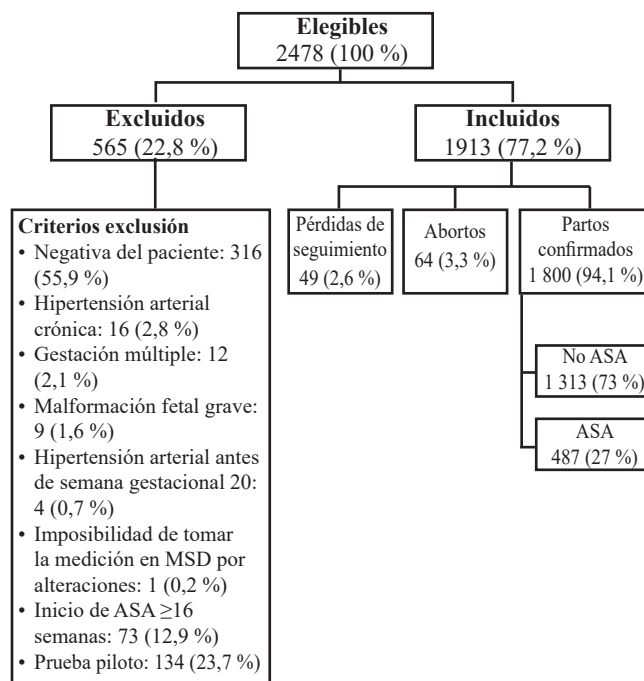 Elegibles
2478 (100 %)
Excluidos
565 (22,8 %)
Incluidos
1913 (77,2 %)
Criterios exclusión
• Negativa del paciente: 316
(55,9 %)
• Hipertensión arterial
crónica: 16 (2,8 %)
• Gestación múltiple: 12
(2,1 %)
• Malformación fetal grave:
9 (1,6 %)
• Hipertensión arterial antes
de semana gestacional 20:
4 (0,7 %)
• Imposibilidad de tomar
la medición en MSD por
alteraciones: 1 (0,2 %)
• Inicio de ASA ≥16
semanas: 73 (12,9 %)
• Prueba piloto: 134 (23,7 %)
Pérdidas de
seguimiento
49 (2,6 %)
Abortos
64 (3,3 %)
Partos
confirmados
1 800 (94,1 %)
No ASA
1 313 (73 %)
ASA
487 (27 %)